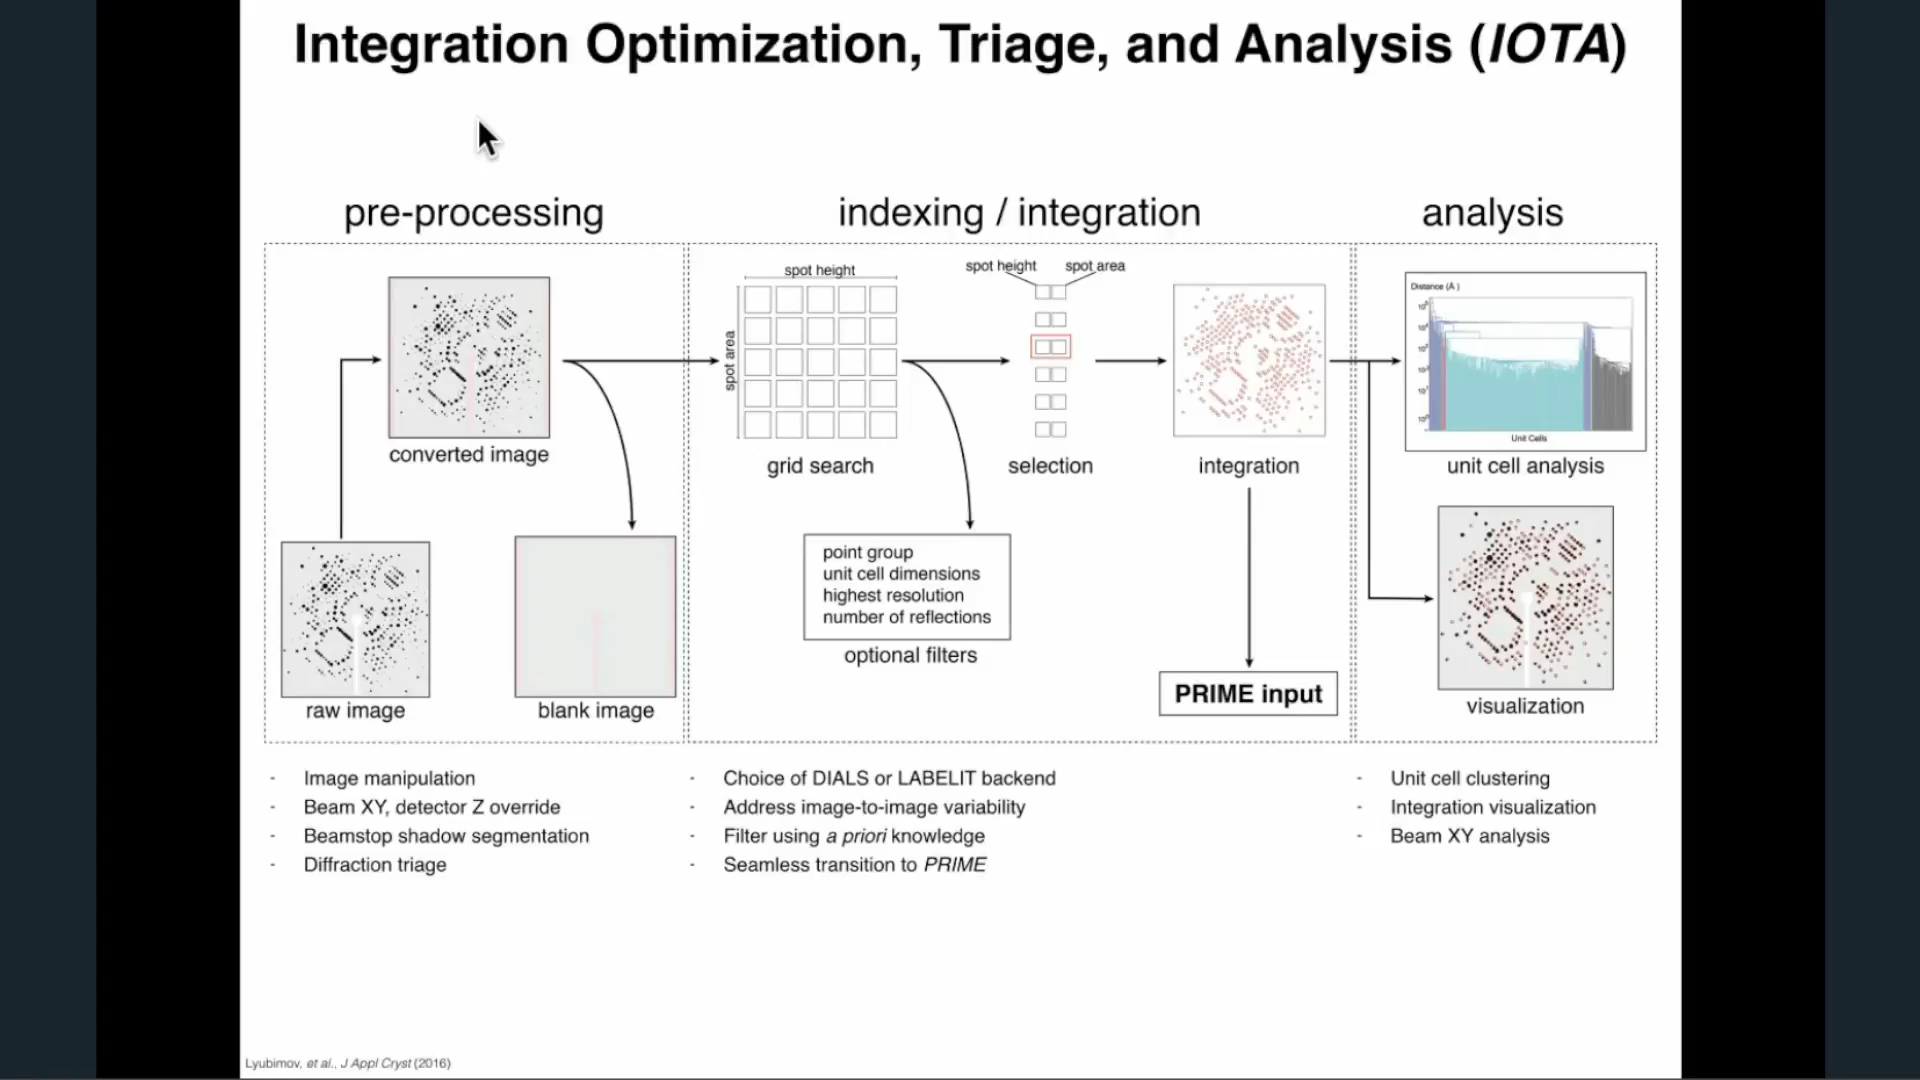 Integration Optimization, Triage, and Analysis (IOTA)
pre-processing
indexing / integration
analysis
converted image
raw image
blank image
spot height
spot area
grid search
spot height
spot area
selection
integration
point group
unit cell dimensions
highest resolution
number of reflections
optional filters
PRIME input
Distance (Å )
Unit Cells
unit cell analysis
visualization
- Image manipulation
- Beam XY, detector Z override
- Beamstop shadow segmentation
- Diffraction triage
- Choice of DIALS or LABELIT backend
- Address image-to-image variability
- Filter using a priori knowledge
- Seamless transition to PRIME
- Unit cell clustering
- Integration visualization
- Beam XY analysis
Lyubimov, et al., J Appl Cryst (2016)